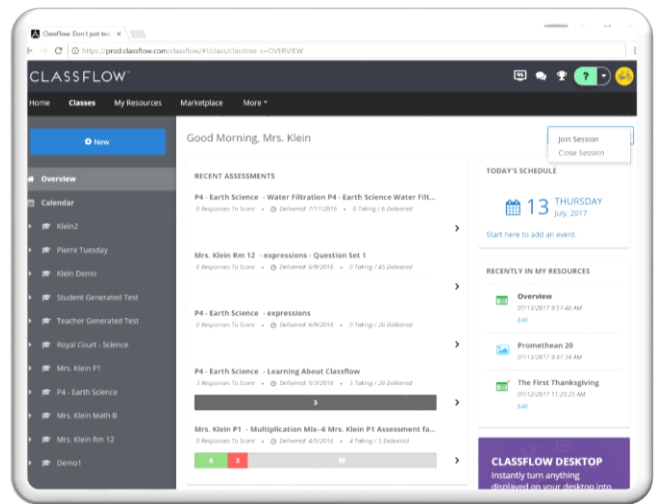 ClassFlow: Don't just tea
https://prod.classflow.com/classflow/#!/class/classtree-s=OVERVIEW
CLASSFLOW
Home Classes My Resources Marketplace More
New
Overview
Calendar
Klein2
Pierre Tuesday
Klein Demo
Student Generated Test
Teacher Generated Test
Royal Court - Science
Mrs. Klein P1
P4 - Earth Science
Mrs. Klein Math B
Mrs. Klein Rm 12
Demo1
Good Morning, Mrs. Klein
Join Session
Close Session
RECENT ASSESSMENTS
P4 - Earth Science - Water Filtration P4 - Earth Science Water Filt...
0 Responses To Score • Delivered 7/17/2016 • 0 Taking / 6 Delivered
Mrs. Klein Rm 12 - expressions - Question Set 1
0 Responses To Score • Delivered 6/9/2016 • 0 Taking / 45 Delivered
P4 - Earth Science - expressions
0 Responses To Score • Delivered 6/9/2016 • 0 Taking / 20 Delivered
P4 - Earth Science - Learning About Classflow
3 Responses To Score • Delivered 5/3/2016 • 3 Taking / 20 Delivered
3
Mrs. Klein P1 - Multiplication Mix-6 Mrs. Klein P1 Assessment fa...
0 Responses To Score • Delivered 4/5/2016 • 4 Taking / 5 Delivered
6 3
TODAY'S SCHEDULE
13 THURSDAY
July, 2017
Start here to add an event.
RECENTLY IN MY RESOURCES
Overview
07/13/2017 9:51:40 AM
Edit
Promethean 20
07/13/2017 9:47:34 AM
The First Thanksgiving
07/12/2017 11:20:25 AM
Edit
CLASSFLOW DESKTOP
Instantly turn anything
displayed on your desktop into